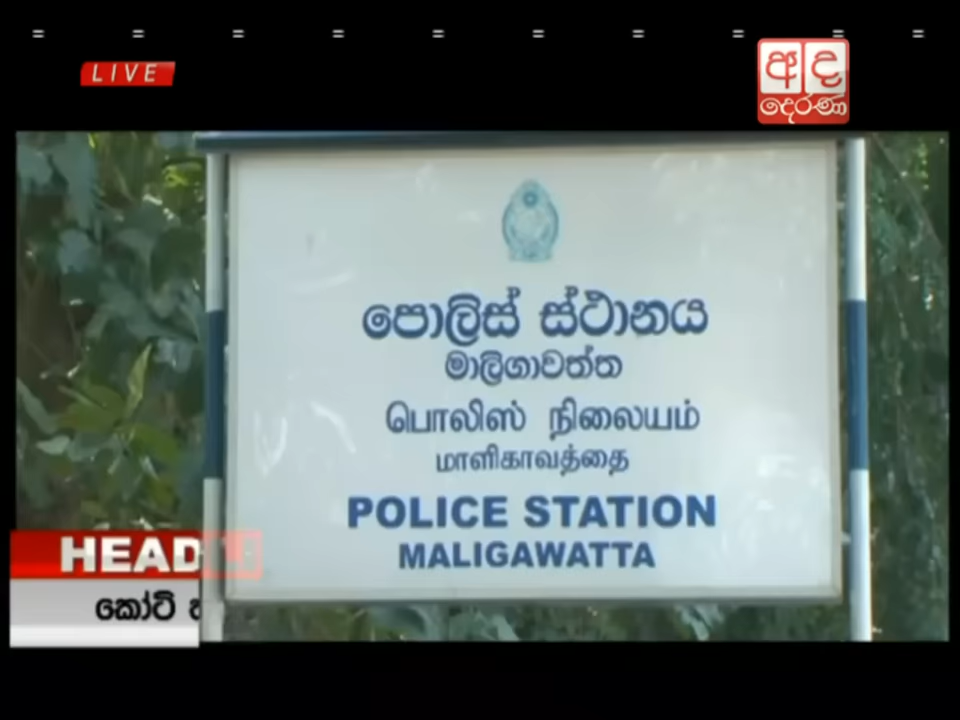 LIVE
අද
දෙරණ
පොලිස් ස්ථානය
මාලිගාවත්ත
பொலிஸ் நிலையம்
மாளிகாவத்தை
POLICE STATION
MALIGAWATTA
HEAD
කෝටි